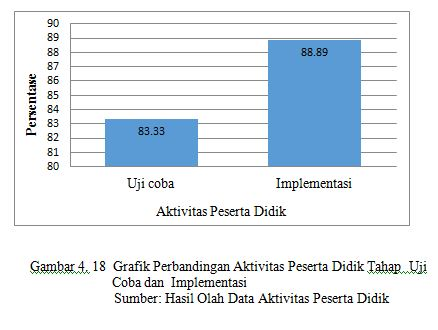 90
89
88
87
86
85
84
83
82
81
80
Persentase
83.33
88.89
Uji coba
Implementasi
Aktivitas Peserta Didik
Gambar 4. 18 Grafik Perbandingan Aktivitas Peserta Didik Tahap Uji
Coba dan Implementasi
Sumber: Hasil Olah Data Aktivitas Peserta Didik